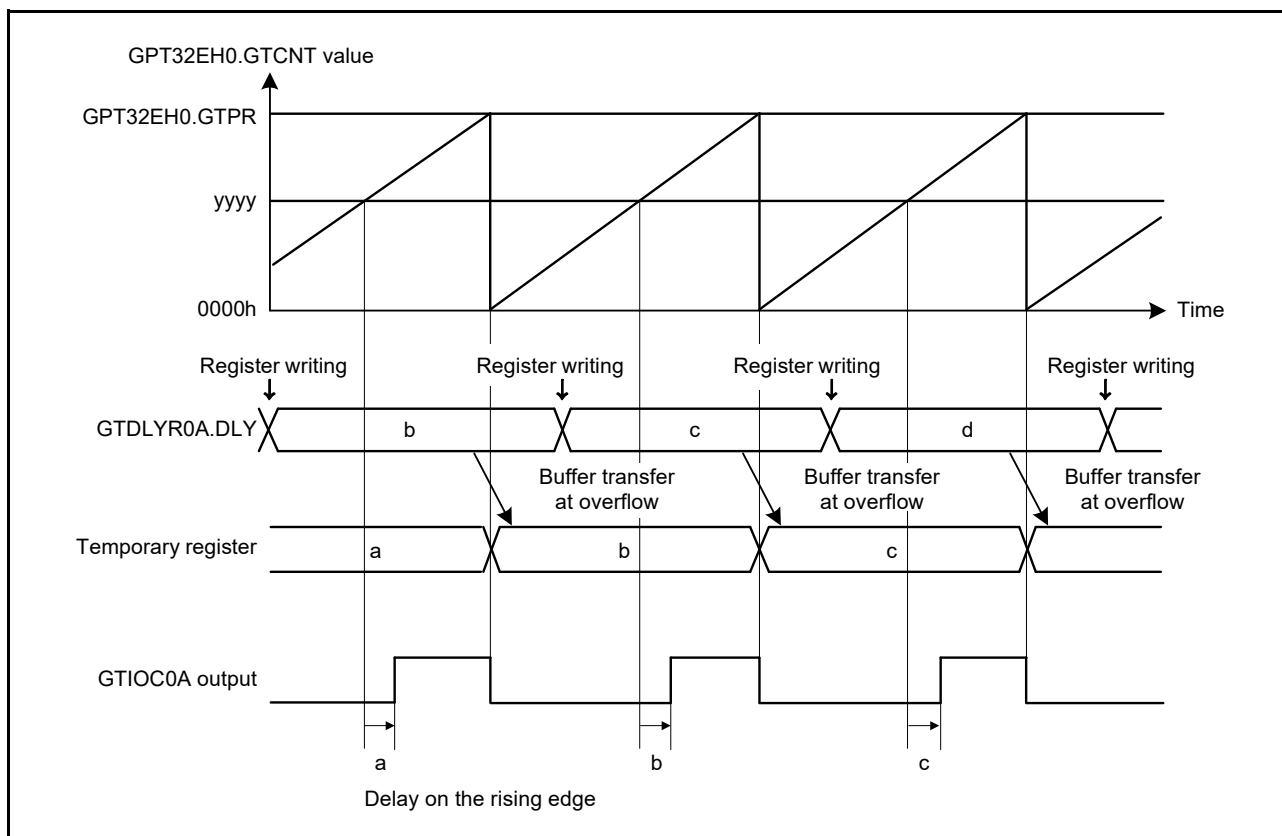 GPT32EH0.GTCNT value
GPT32EH0.GTPR
yyyy
0000h
Time
Register writing
Register writing
Register writing
Register writing
GTDLYR0A.DLY
b
c
d
Buffer transfer
at overflow
Buffer transfer
at overflow
Buffer transfer
at overflow
Temporary register
a
b
c
GTIOC0A output
a
b
c
Delay on the rising edge